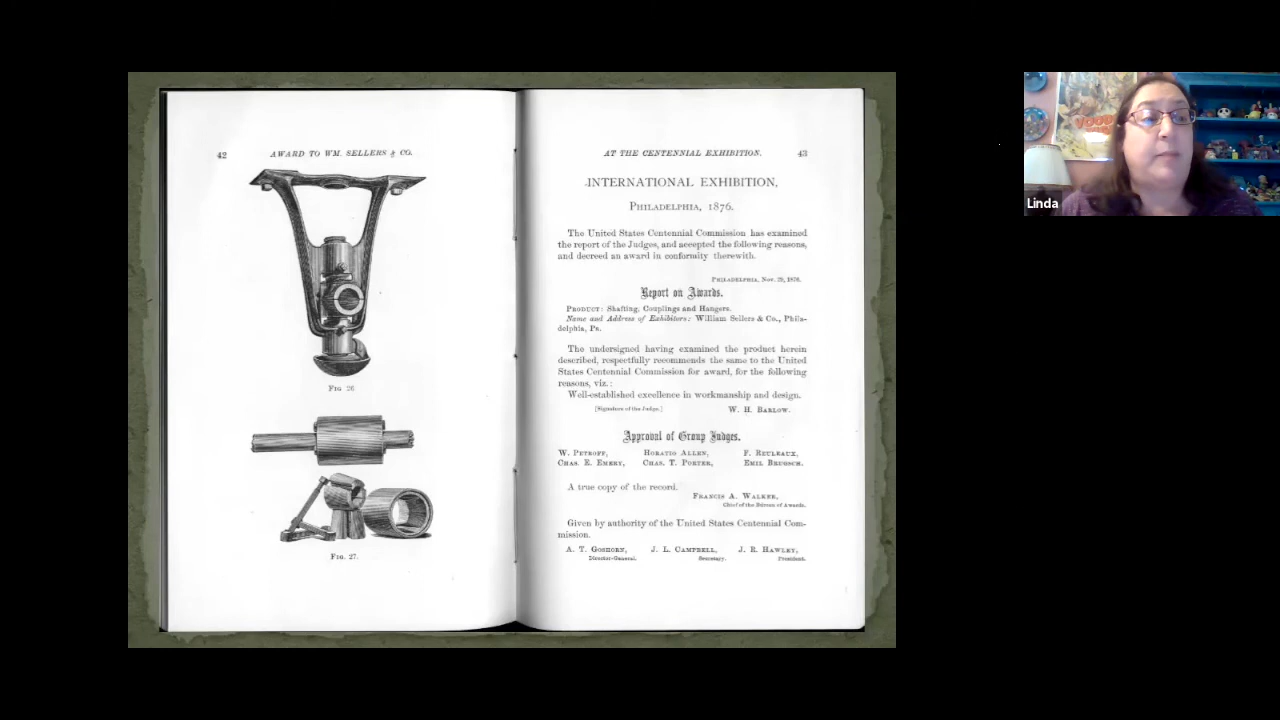 42
AWARD TO WM. SELLERS & CO.
FIG 26
FIG. 27.
AT THE CENTENNIAL EXHIBITION.
43
INTERNATIONAL EXHIBITION,
PHILADELPHIA, 1876.
The United States Centennial Commission has examined
the report of the Judges, and accepted the following reasons,
and decreed an award in conformity therewith.
PHILADELPHIA, Nov. 29, 1876.
Report on Awards.
PRODUCT: Shafting, Couplings and Hangers.
Name and Address of Exhibitors: William Sellers & Co., Phila-
delphia, Pa.
The undersigned having examined the product herein
described, respectfully recommends the same to the United
States Centennial Commission for award, for the following
reasons, viz.:
Well-established excellence in workmanship and design.
[Signature of the Judge.] W. H. BARLOW.
Approval of Group Judges.
W. PETROFF, HORATIO ALLEN, F. REULEAUX,
CHAS. E. EMERY, CHAS. T. PORTER, EMIL BRUGSCH.
A true copy of the record.
FRANCIS A. WALKER,
Chief of the Bureau of Awards.
Given by authority of the United States Centennial Com-
mission.
A. T. GOSHORN, J. L. CAMPBELL, J. R. HAWLEY,
Director-General. Secretary. President.
VOOD
Linda